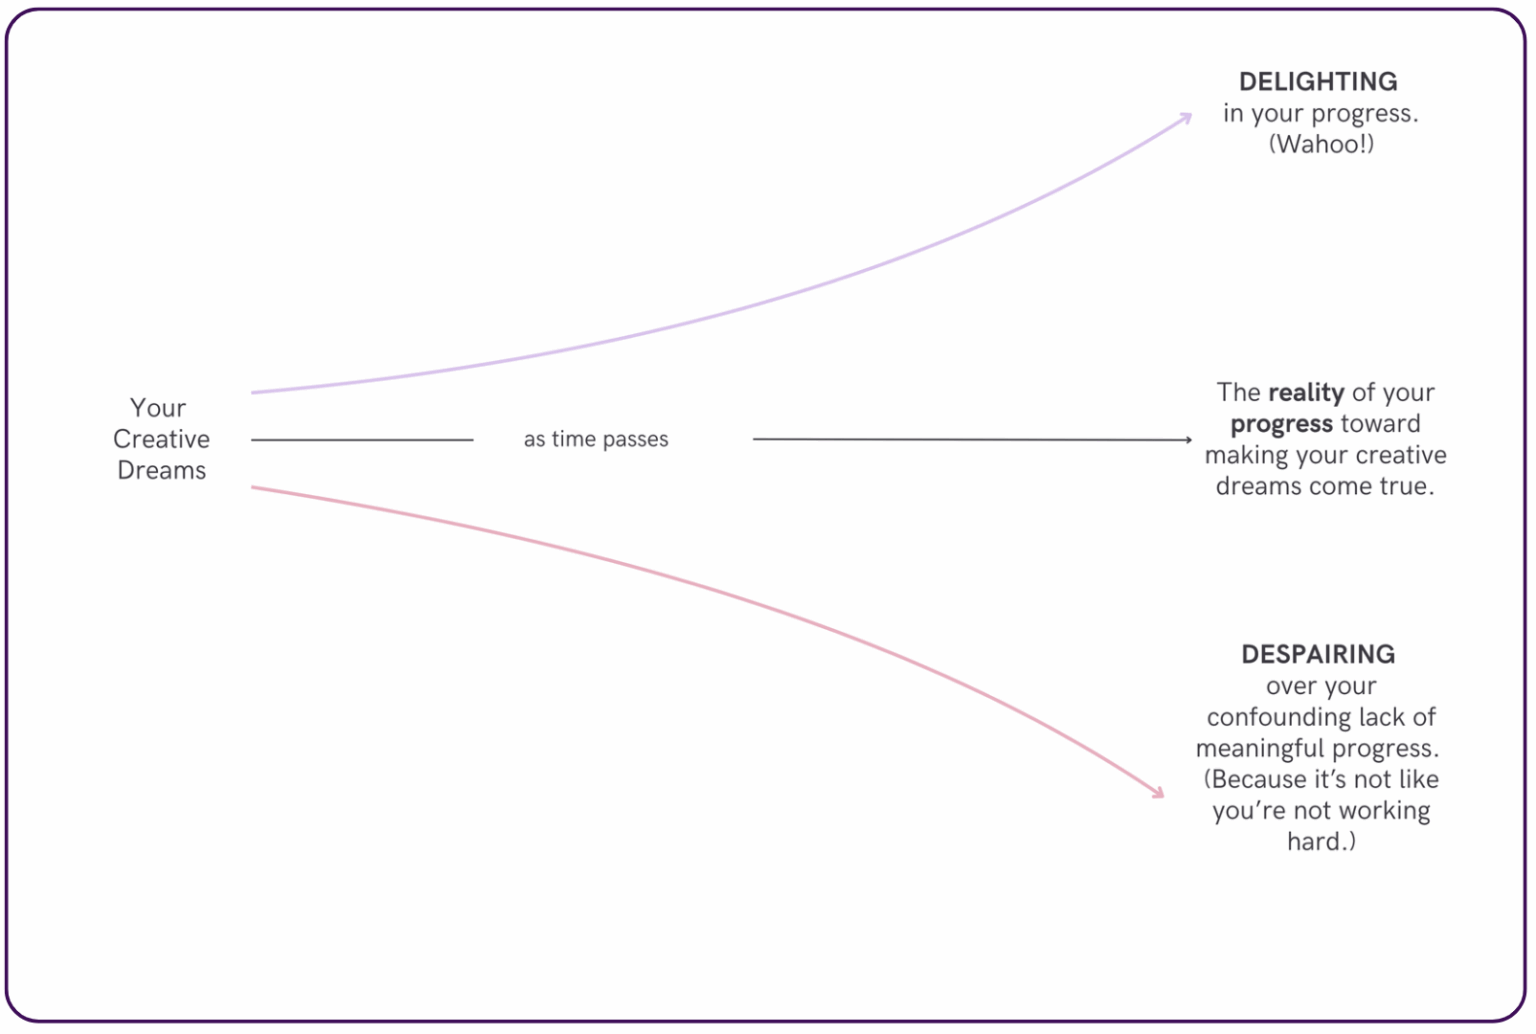 DELIGHTING
in your progress.
(Wahoo!)
Your
Creative
Dreams
as time passes
The reality of your
progress toward
making your creative
dreams come true.
DESPAIRING
over your
confounding lack of
meaningful progress.
(Because it’s not like
you’re not working
hard.)